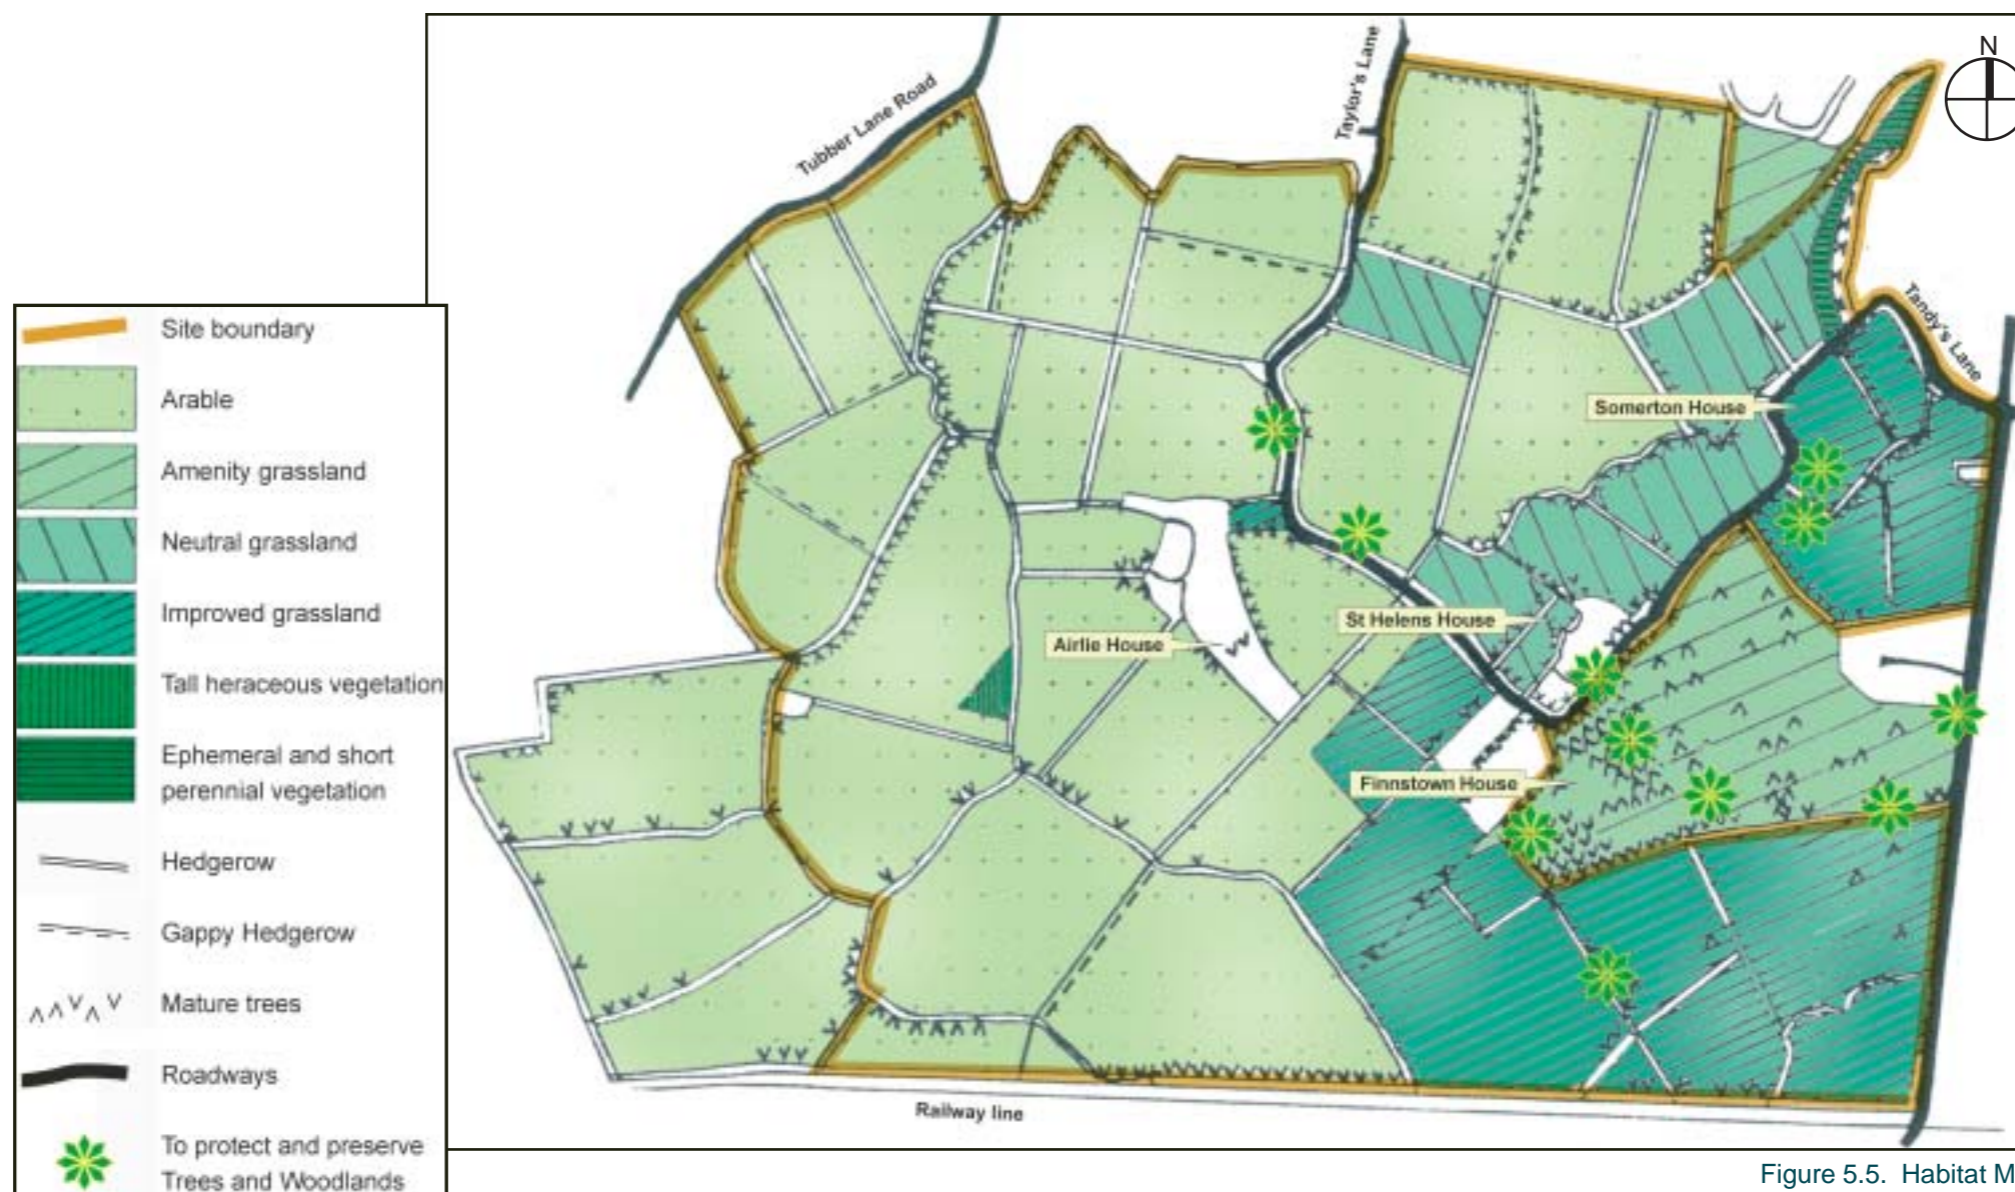 N
Tubber Lane Road
Taylor's Lane
Tandy's Lane
Somerton House
St Helens House
Airlie House
Finnstown House
Railway line
Site boundary
Arable
Amenity grassland
Neutral grassland
Improved grassland
Tall heraceous vegetation
Ephemeral and short
perennial vegetation
Hedgerow
Gappy Hedgerow
Mature trees
Roadways
To protect and preserve
Trees and Woodlands
Figure 5.5. Habitat M